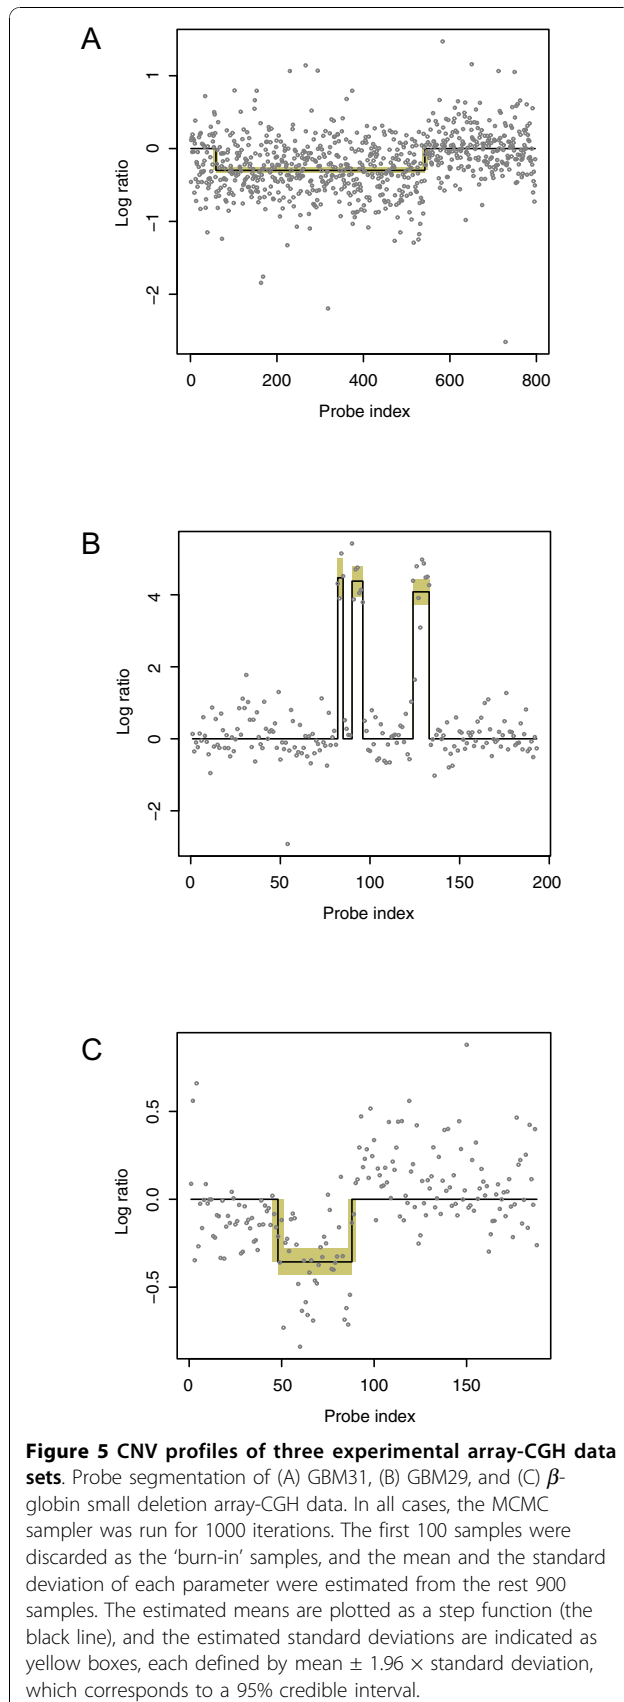 A
1
0
−1
−2
Log ratio
0 200 400 600 800
Probe index
B
4
2
0
−2
Log ratio
0 50 100 150 200
Probe index
C
0.5
0.0
−0.5
Log ratio
0 50 100 150
Probe index
Figure 5 CNV profiles of three experimental array-CGH data
sets. Probe segmentation of (A) GBM31, (B) GBM29, and (C) β-
globin small deletion array-CGH data. In all cases, the MCMC
sampler was run for 1000 iterations. The first 100 samples were
discarded as the ‘burn-in’ samples, and the mean and the standard
deviation of each parameter were estimated from the rest 900
samples. The estimated means are plotted as a step function (the
black line), and the estimated standard deviations are indicated as
yellow boxes, each defined by mean ± 1.96 × standard deviation,
which corresponds to a 95% credible interval.